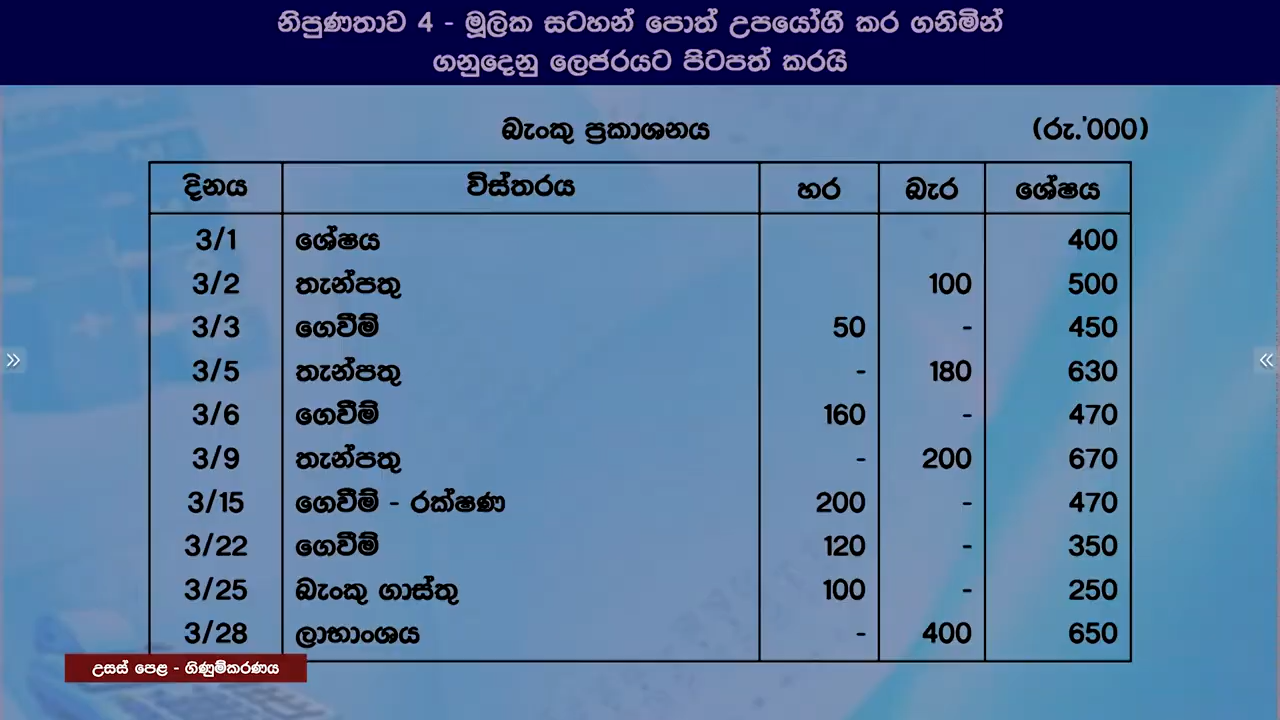 නිපුණතාව 4 - මූලික සටහන් පොත් උපයෝගී කර ගනිමින්
ගනුදෙනු ලෙජරයට පිටපත් කරයි
බැංකු ප්‍රකාශනය (රු.'000)
දිනය විස්තරය හර බැර ශේෂය
3/1 ශේෂය 400
3/2 තැන්පතු 100 500
3/3 ගෙවීම් 50 - 450
3/5 තැන්පතු - 180 630
3/6 ගෙවීම් 160 - 470
3/9 තැන්පතු - 200 670
3/15 ගෙවීම් - රක්ෂණ 200 - 470
3/22 ගෙවීම් 120 - 350
3/25 බැංකු ගාස්තු 100 - 250
3/28 ලාභාංශය - 400 650
උසස් පෙළ - ගිණුම්කරණය